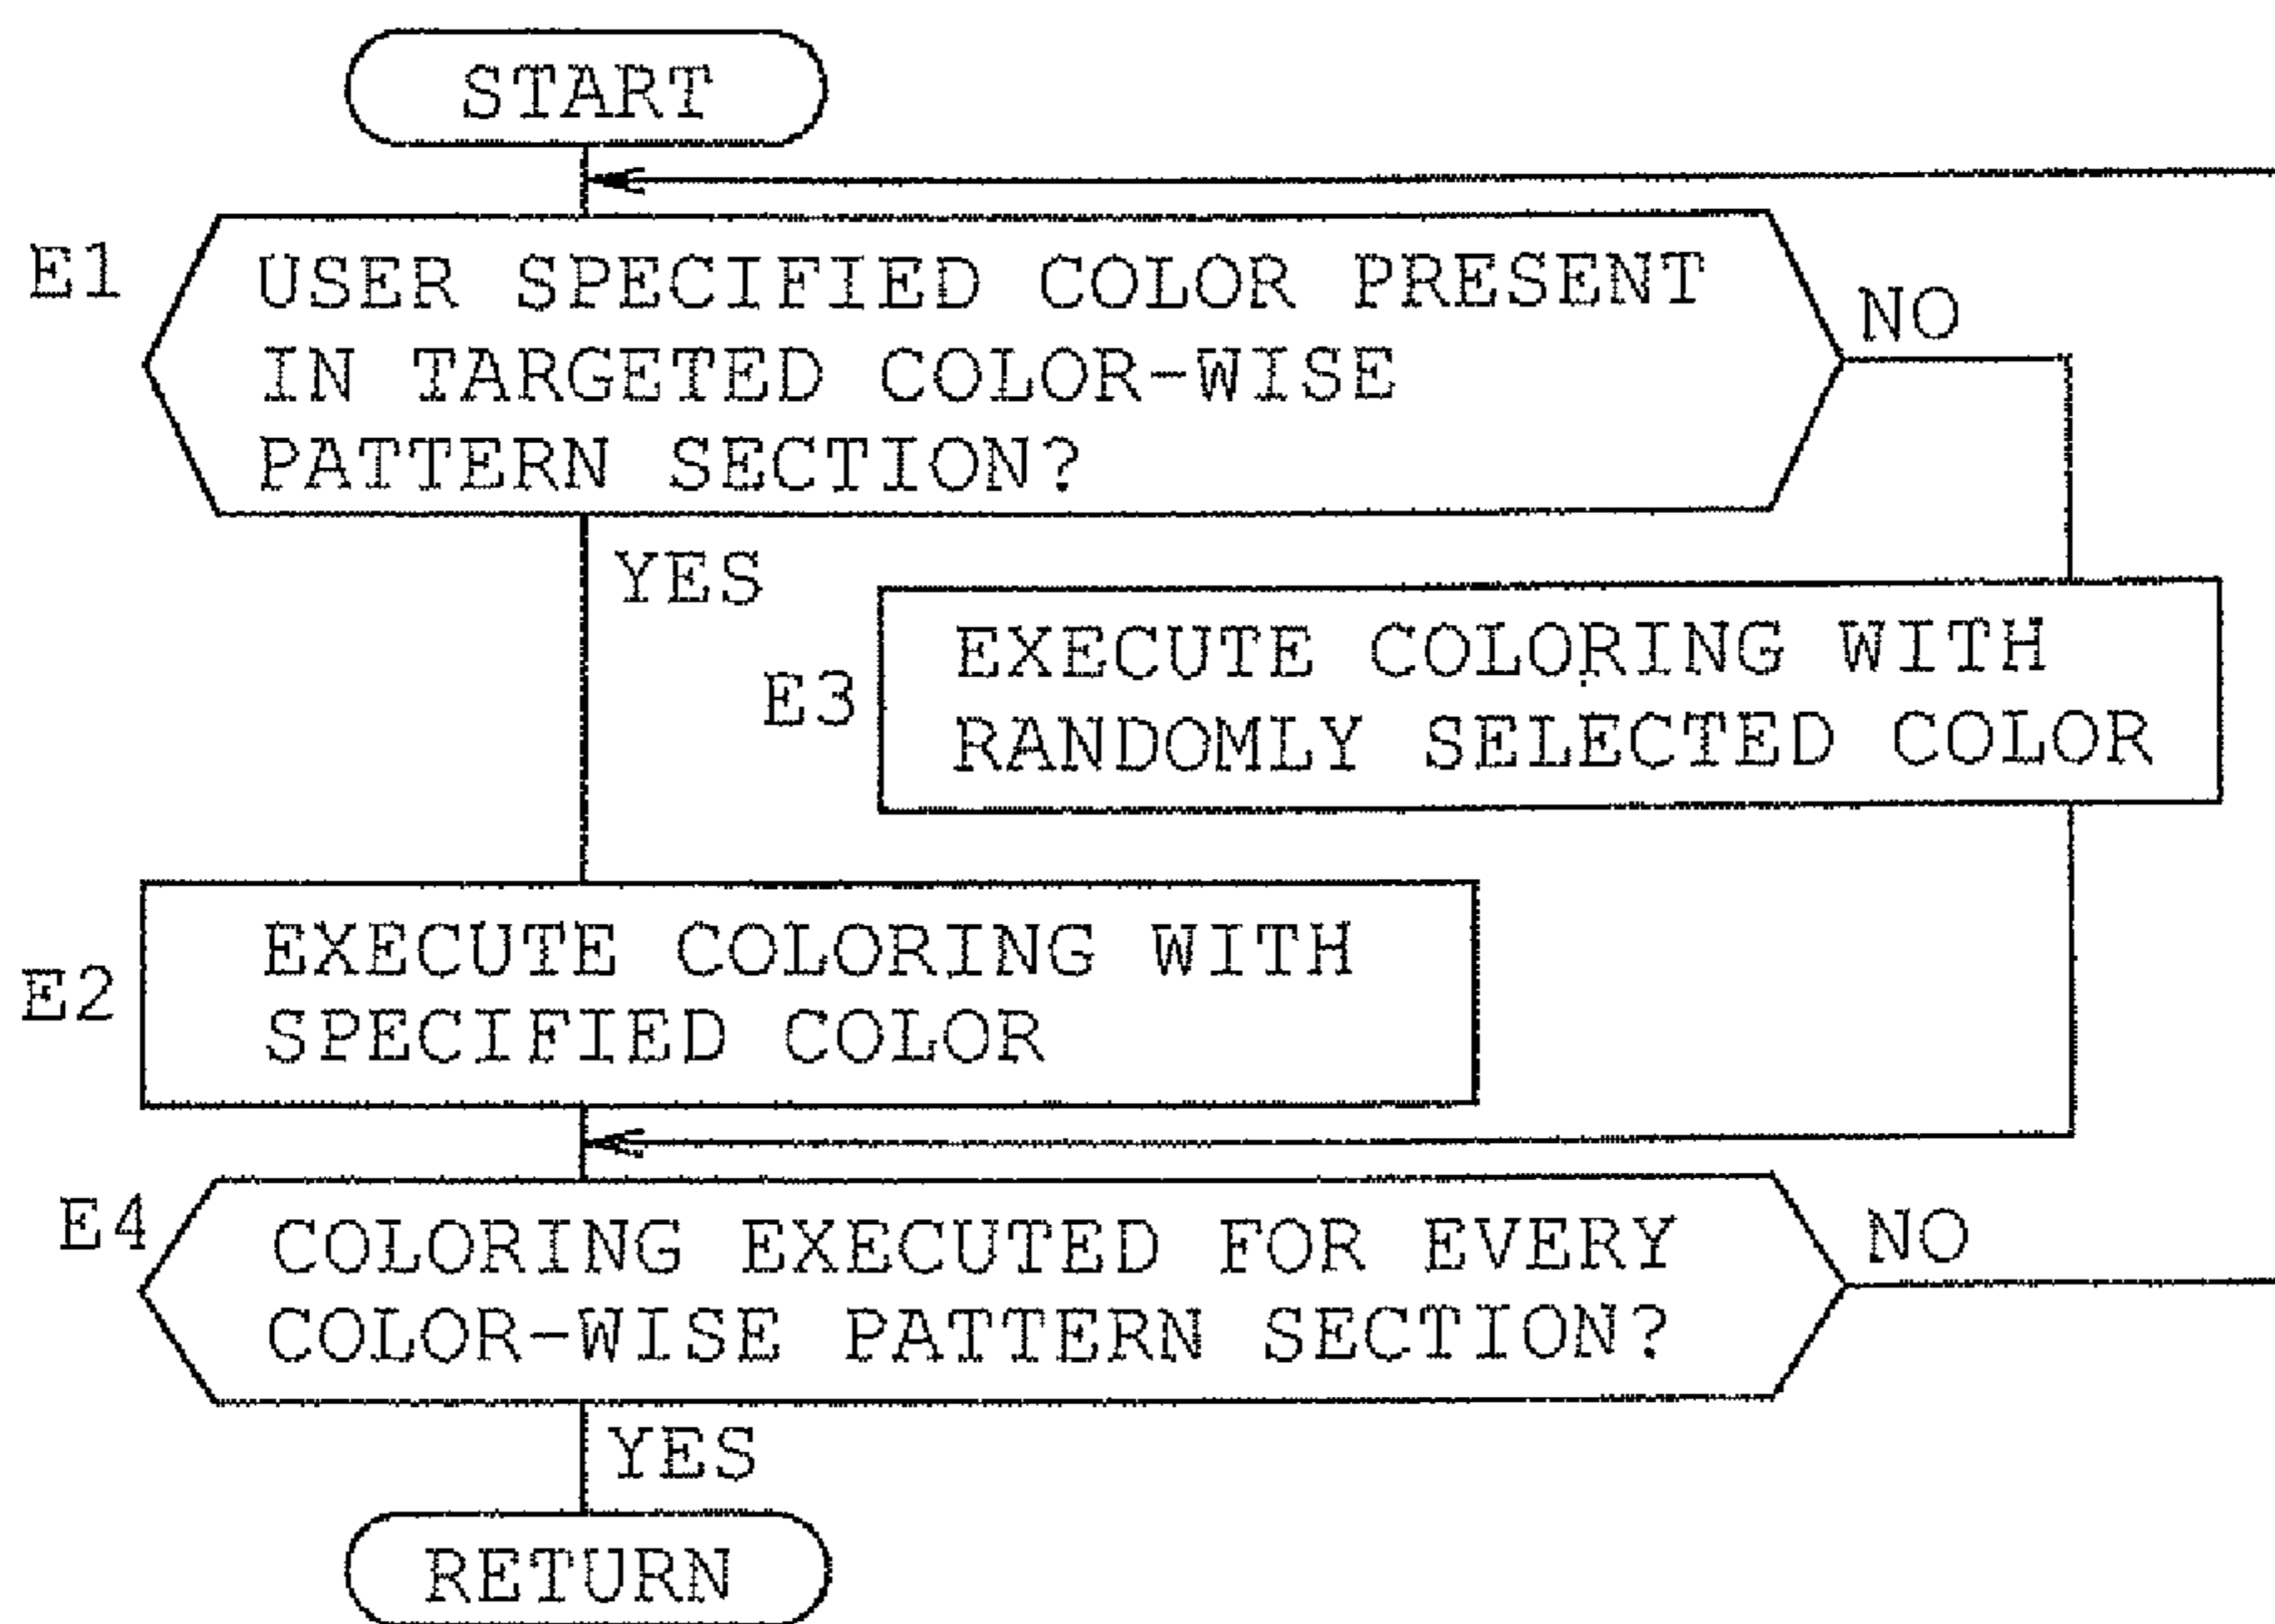 START
E1
USER SPECIFIED COLOR PRESENT
IN TARGETED COLOR-WISE
PATTERN SECTION?
NO
YES
E3
EXECUTE COLORING WITH
RANDOMLY SELECTED COLOR
E2
EXECUTE COLORING WITH
SPECIFIED COLOR
E4
COLORING EXECUTED FOR EVERY
COLOR-WISE PATTERN SECTION?
NO
YES
RETURN